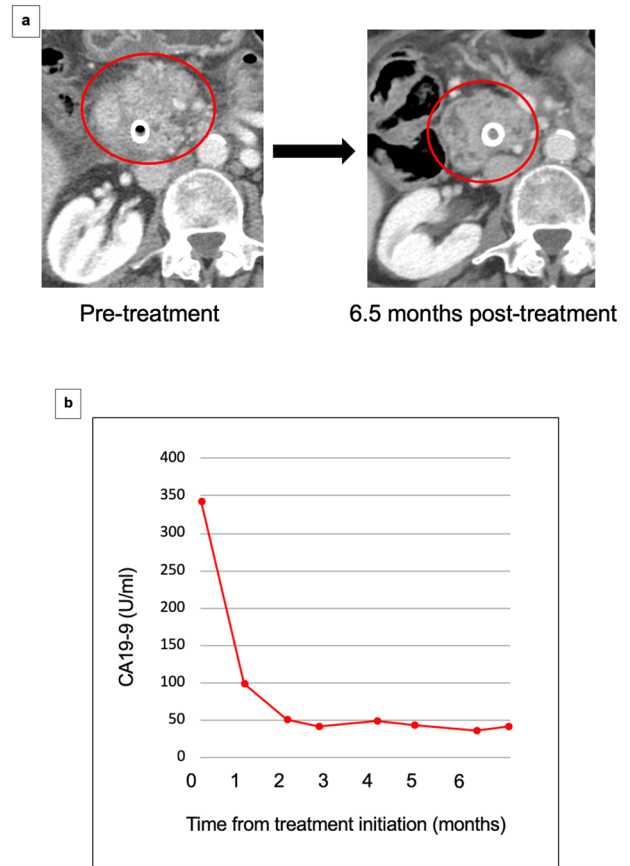 a
Pre-treatment
6.5 months post-treatment
b
400
350
300
250
200
150
100
50
0
CA19-9 (U/ml)
0 1 2 3 4 5 6
Time from treatment initiation (months)